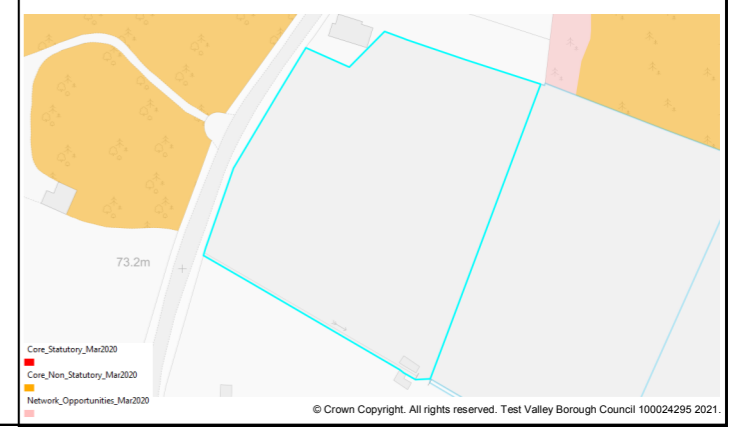 73.2m
Core_Statutory_Mar2020
Core_Non_Statutory_Mar2020
Network_Opportunities_Mar2020
© Crown Copyright. All rights reserved. Test Valley Borough Council 100024295 2021.